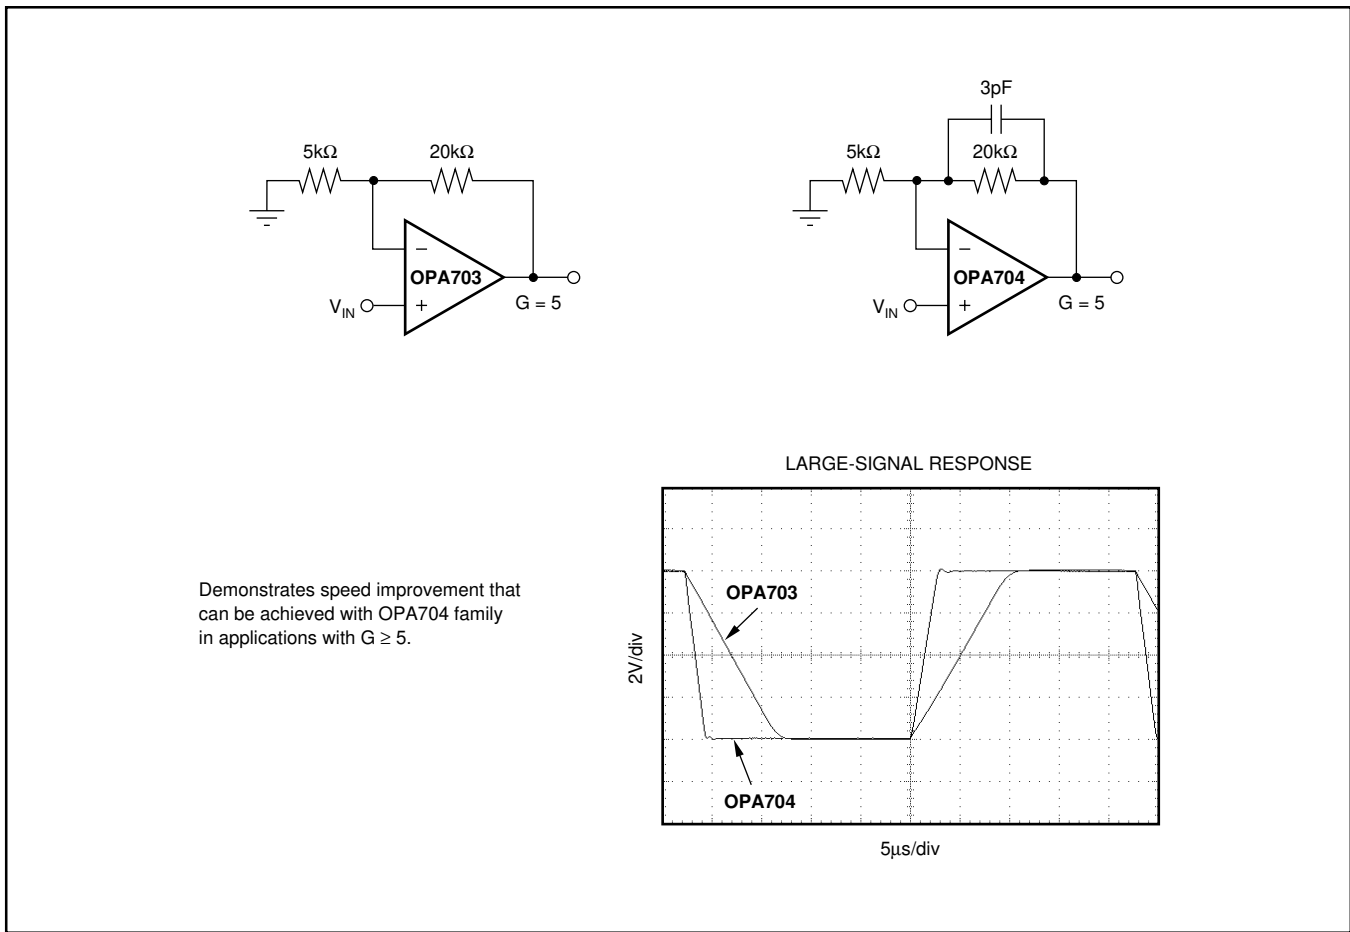 5kΩ
20kΩ
−
OPA703
+
V_IN
G = 5
3pF
5kΩ
20kΩ
−
OPA704
+
V_IN
G = 5
Demonstrates speed improvement that
can be achieved with OPA704 family
in applications with G ≥ 5.
LARGE-SIGNAL RESPONSE
2V/div
OPA703
OPA704
5µs/div